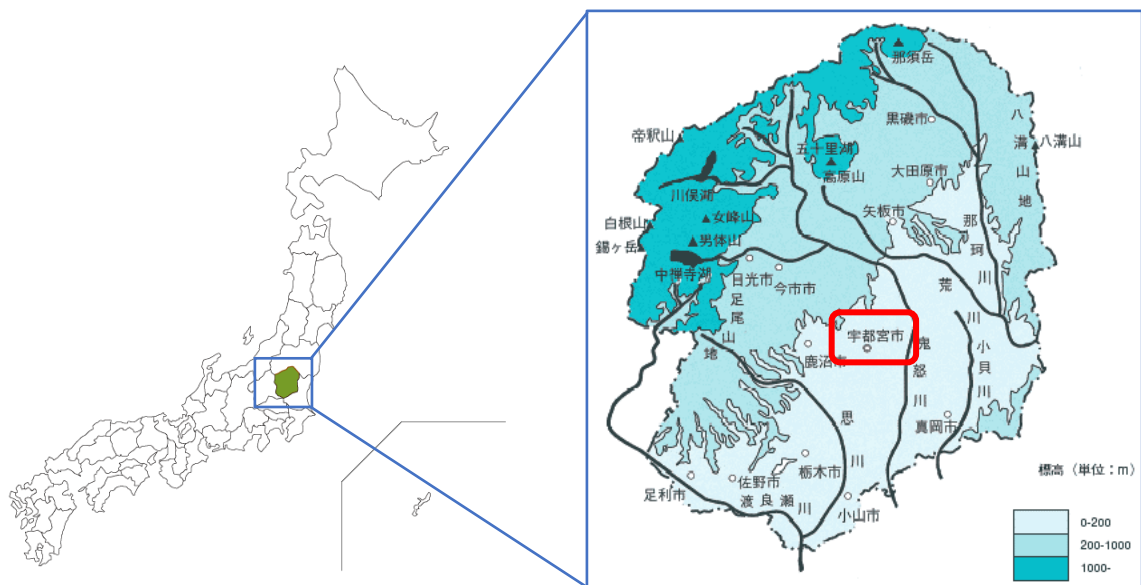 那須岳
黒磯市
八溝山地
八溝山
帝釈山
五十里湖
高原山
大田原市
川俣湖
矢板市
那珂川
白根山
女峰山
錫ヶ岳
男体山
中禅寺湖
日光市
今市市
荒川
足尾山地
宇都宮市
鹿沼市
鬼怒川
小貝川
思川
真岡市
栃木市
標高（単位：m）
足利市
佐野市
渡良瀬川
小山市
0-200
200-1000
1000-